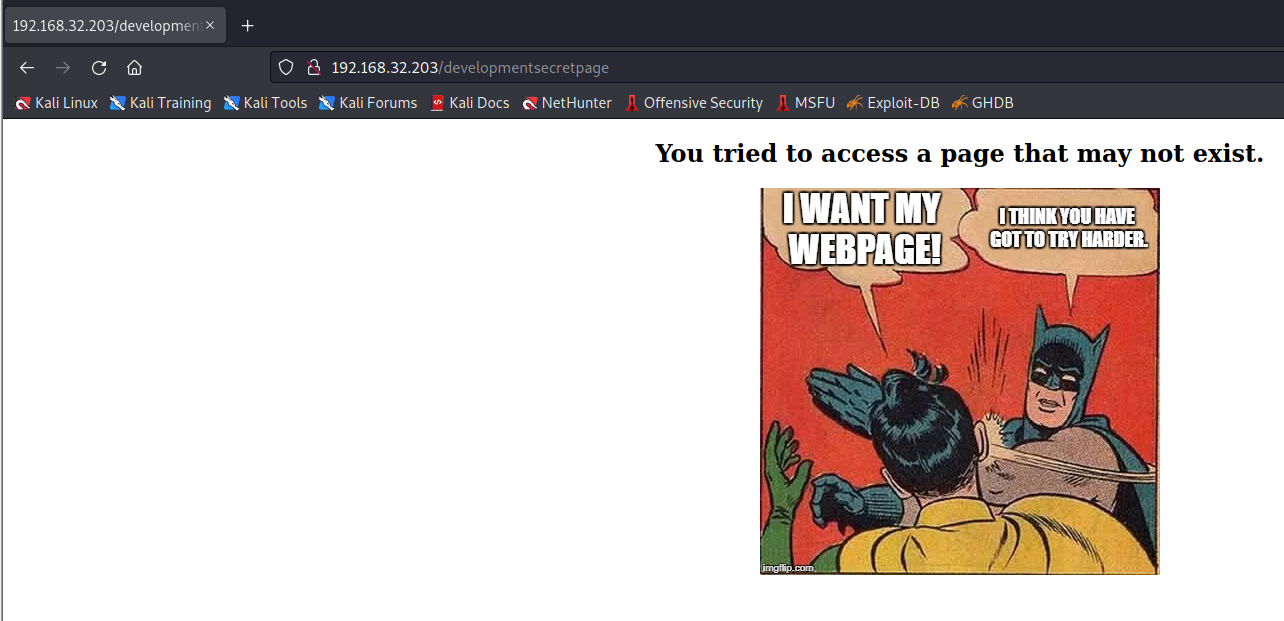 192.168.32.203/developmen
192.168.32.203/developmentsecretpage
Kali Linux Kali Training Kali Tools Kali Forums Kali Docs NetHunter Offensive Security MSFU Exploit-DB GHDB
You tried to access a page that may not exist.
I WANT MY
WEBPAGE!
I THINK YOU HAVE
GOT TO TRY HARDER.
imgflip.com